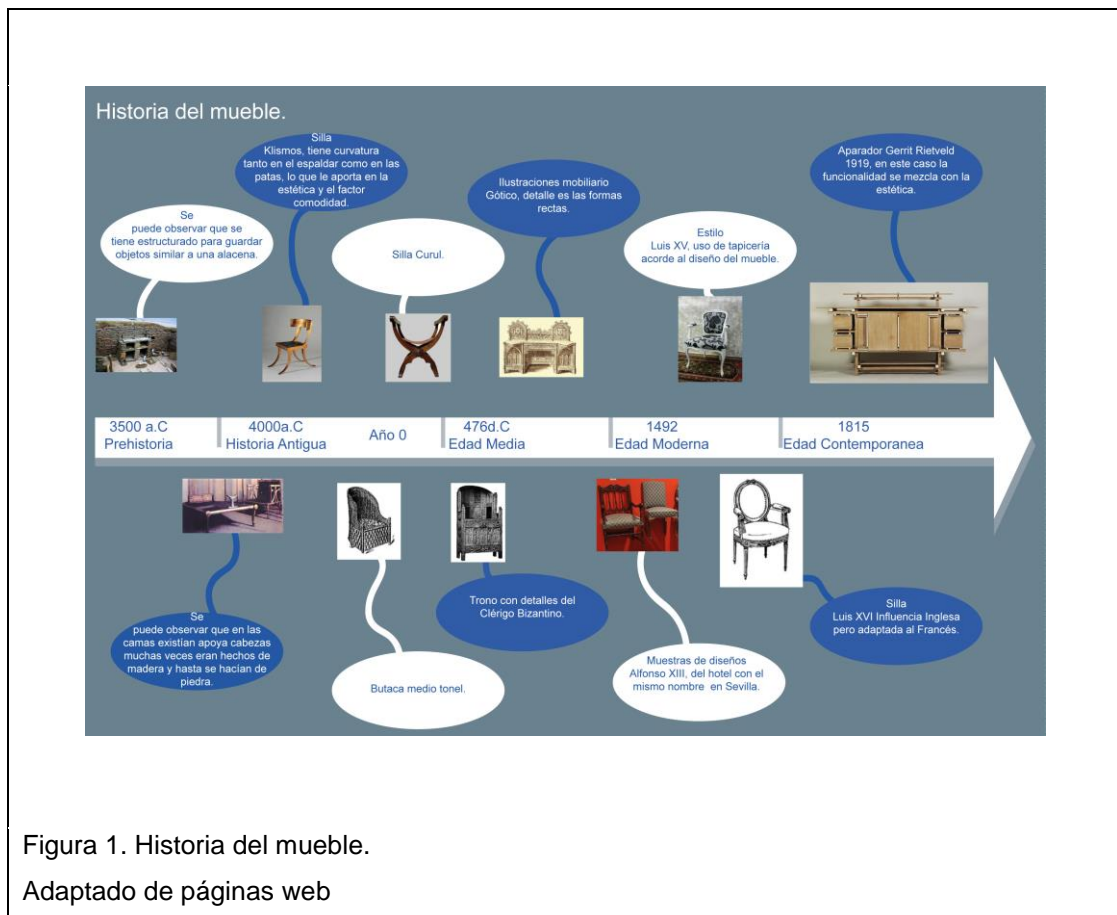 Historia del mueble.
Silla
Klismos, tiene curvatura
tanto en el espaldar como en las
patas, lo que le aporta en la
estética y el factor
comodidad.
Ilustraciones mobiliario
Gótico, detalle es las formas
rectas.
Aparador Gerrit Rietveld
1919, en este caso la
funcionalidad se mezcla con la
estética.
Se
puede observar que se
tiene estructurado para guardar
objetos similar a una alacena.
Silla Curul.
Estilo
Luis XV, uso de tapicería
acorde al diseño del mueble.
3500 a.C
Prehistoria
4000a.C
Historia Antigua
Año 0
476d.C
Edad Media
1492
Edad Moderna
1815
Edad Contemporanea
Se
puede observar que en las
camas existían apoya cabezas
muchas veces eran hechos de
madera y hasta se hacían de
piedra.
Butaca medio tonel.
Trono con detalles del
Clérigo Bizantino.
Muestras de diseños
Alfonso XIII, del hotel con el
mismo nombre en Sevilla.
Silla
Luis XVI Influencia Inglesa
pero adaptada al Francés.
Figura 1. Historia del mueble.
Adaptado de páginas web